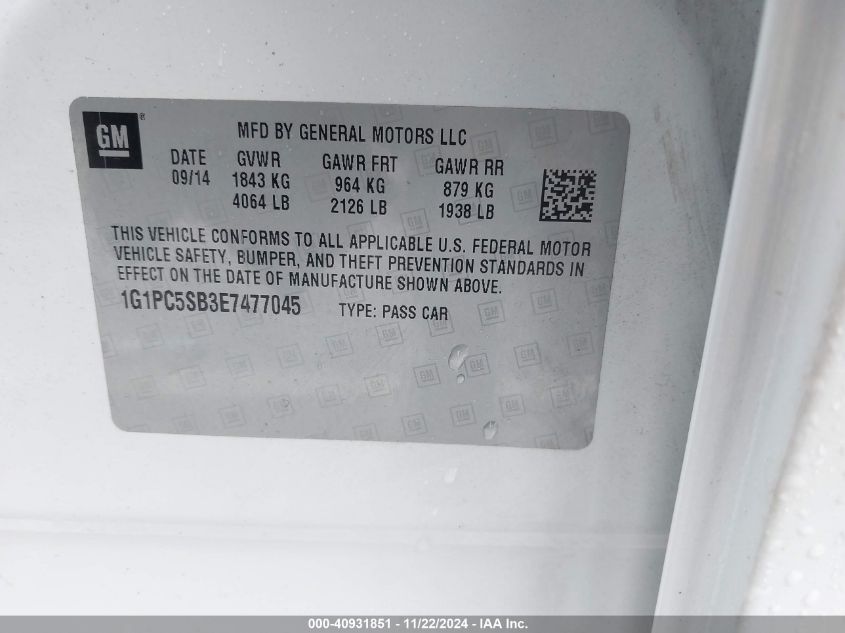 GM ®
MFD BY GENERAL MOTORS LLC
DATE GVWR GAWR FRT GAWR RR
09/14 1843 KG 964 KG 879 KG
4064 LB 2126 LB 1938 LB
THIS VEHICLE CONFORMS TO ALL APPLICABLE U.S. FEDERAL MOTOR
VEHICLE SAFETY, BUMPER, AND THEFT PREVENTION STANDARDS IN
EFFECT ON THE DATE OF MANUFACTURE SHOWN ABOVE.
1G1PC5SB3E7477045 TYPE: PASS CAR
000-40931851 - 11/22/2024 - IAA Inc.